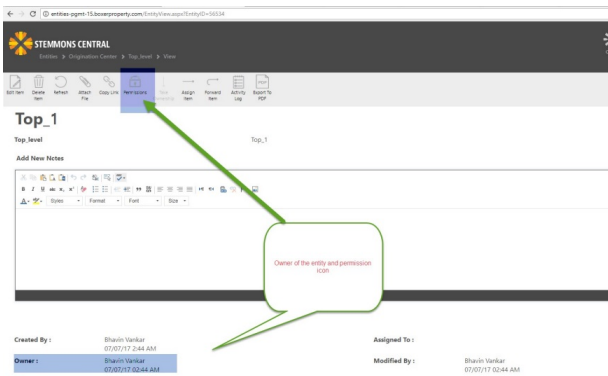 entities-pgmt-15.boxerproperty.com/EntityView.aspx?EntityID=56534
STEMMONS CENTRAL
Entities > Origination Center > Top_level > View
Edit Item Delete Item Refresh Attach File Copy Link Permissions Assign Item Forward Item Activity Log Export To PDF
Top_1
Top_level Top_1
Add New Notes
B I U abc x, x'
A Styles Format Font Size
Owner of the entity and permission
icon
Created By : Bhavin Vankar Assigned To :
07/07/17 2:44 AM
Owner : Bhavin Vankar Modified By : Bhavin Vankar
07/07/17 02:44 AM 07/07/17 02:44 AM